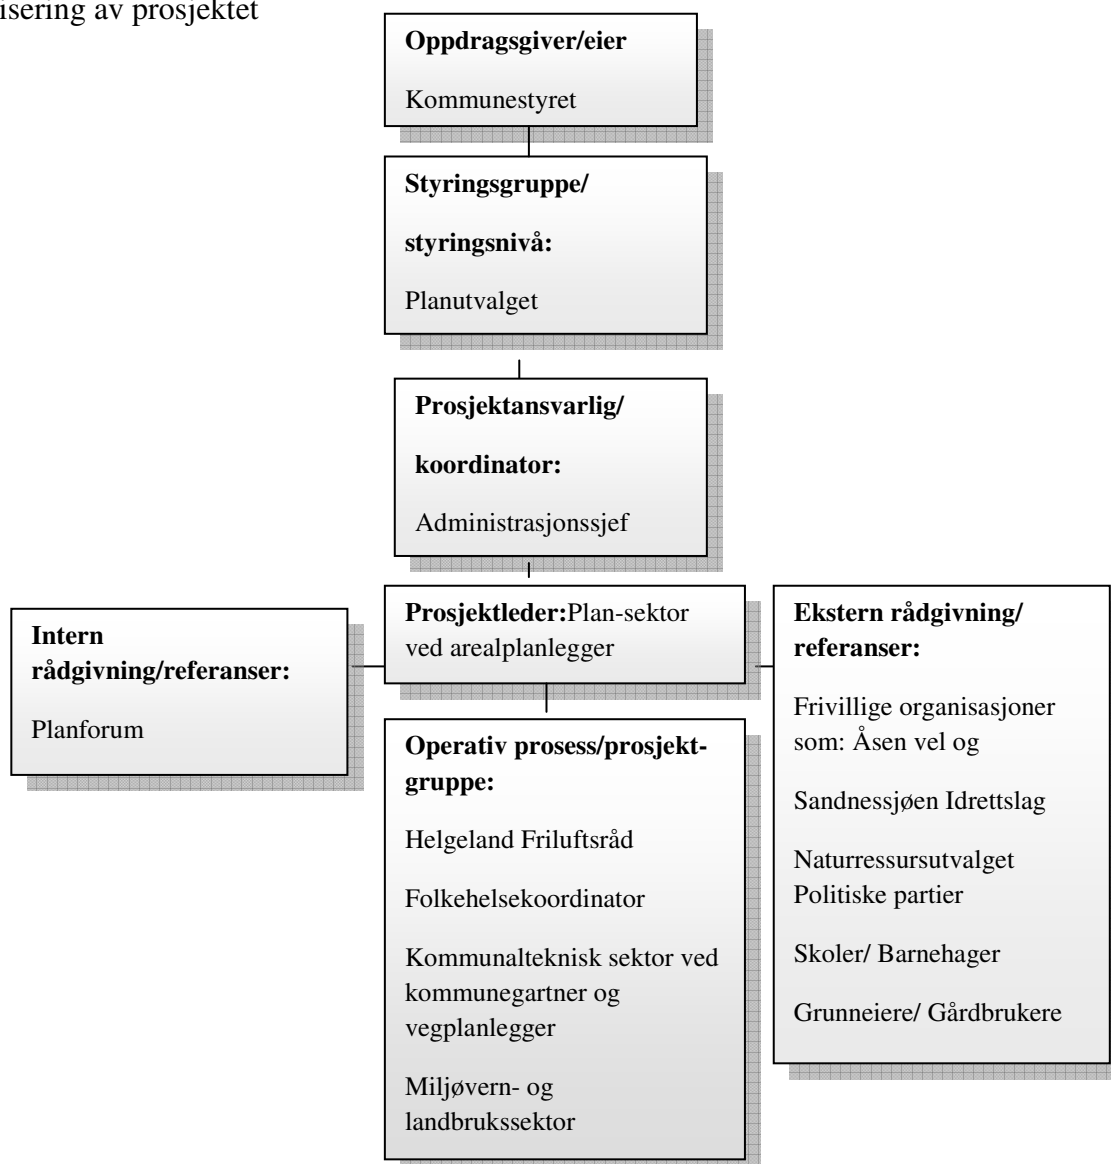 isering av prosjektet
Oppdragsgiver/eier
Kommunestyret
Styringsgruppe/
styringsnivå:
Planutvalget
Prosjektansvarlig/
koordinator:
Administrasjonssjef
Intern
rådgivning/referanser:
Planforum
Prosjektleder:Plan-sektor
ved arealplanlegger
Ekstern rådgivning/
referanser:
Frivillige organisasjoner
som: Åsen vel og
Sandnessjøen Idrettslag
Naturressursutvalget
Politiske partier
Skoler/ Barnehager
Grunneiere/ Gårdbrukere
Operativ prosess/prosjekt-
gruppe:
Helgeland Friluftsråd
Folkehelsekoordinator
Kommunalteknisk sektor ved
kommunegartner og
vegplanlegger
Miljøvern- og
landbrukssektor